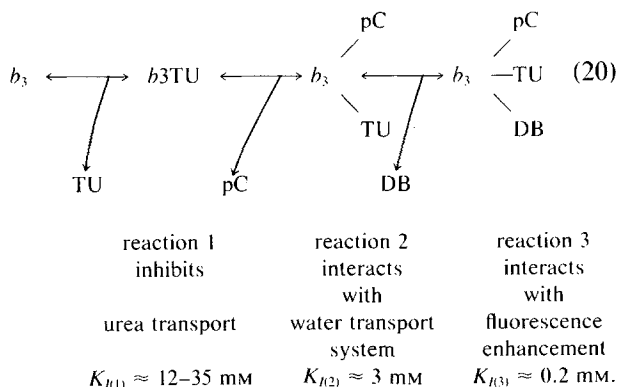 pC pC
b₃ ⟷ b3TU ⟷ b₃ ⟷ b₃ —TU (20)
TU DB
TU pC DB
reaction 1 reaction 2 reaction 3
inhibits interacts interacts
with with
urea transport water transport fluorescence
system enhancement
K_I(1) ≈ 12–35 mM K_I(2) ≈ 3 mM. K_I(3) ≈ 0.2 mM.